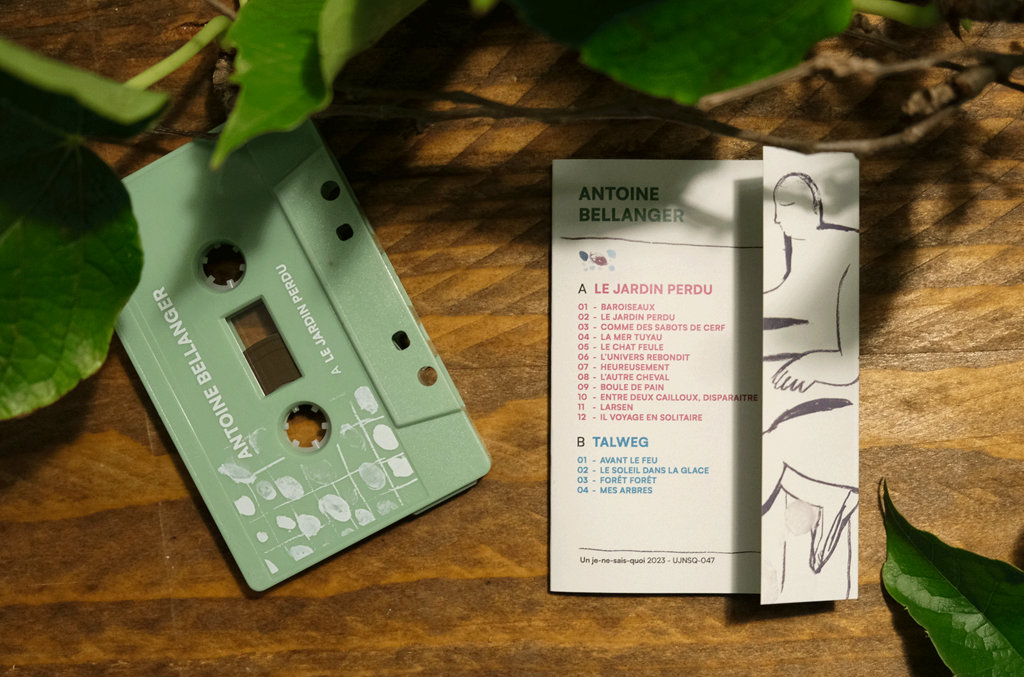 ANTOINE BELLANGER
A LE JARDIN PERDU
ANTOINE
BELLANGER
A LE JARDIN PERDU
01 - BAROISEAUX
02 - LE JARDIN PERDU
03 - COMME DES SABOTS DE CERF
04 - LA MER TUYAU
05 - LE CHAT FEULE
06 - L'UNIVERS REBONDIT
07 - HEUREUSEMENT
08 - L'AUTRE CHEVAL
09 - BOULE DE PAIN
10 - ENTRE DEUX CAILLOUX, DISPARAITRE
11 - LARSEN
12 - IL VOYAGE EN SOLITAIRE
B TALWEG
01 - AVANT LE FEU
02 - LE SOLEIL DANS LA GLACE
03 - FORÊT FORÊT
04 - MES ARBRES
Un je-ne-sais-quoi 2023 - UJNSQ-047